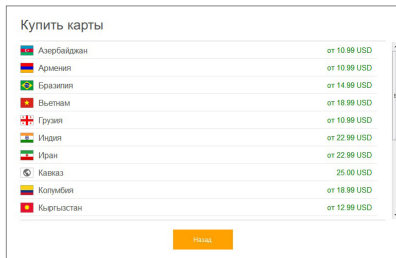 Купить карты
Азербайджан от 10.99 USD
Армения от 10.99 USD
Бразилия от 14.99 USD
Вьетнам от 18.99 USD
Грузия от 10.99 USD
Индия от 22.99 USD
Иран от 22.99 USD
Кавказ 25.00 USD
Колумбия от 18.99 USD
Кыргызстан от 12.99 USD
Назад